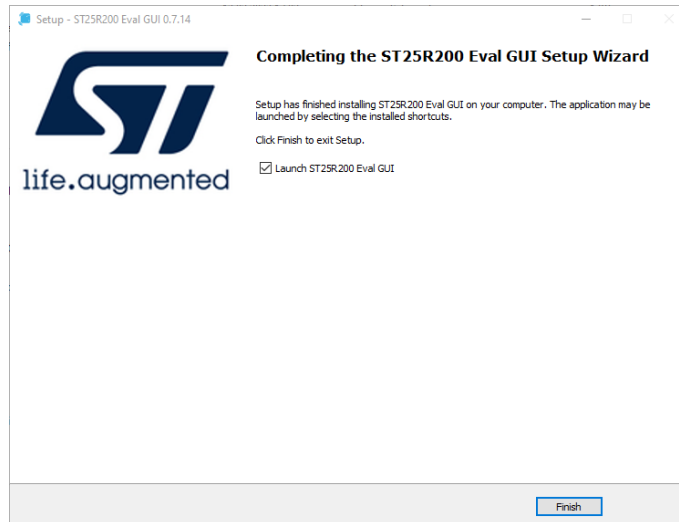 Setup - ST25R200 Eval GUI 0.7.14
ST
life.augmented
Completing the ST25R200 Eval GUI Setup Wizard
Setup has finished installing ST25R200 Eval GUI on your computer. The application may be
launched by selecting the installed shortcuts.
Click Finish to exit Setup.
Launch ST25R200 Eval GUI
Finish